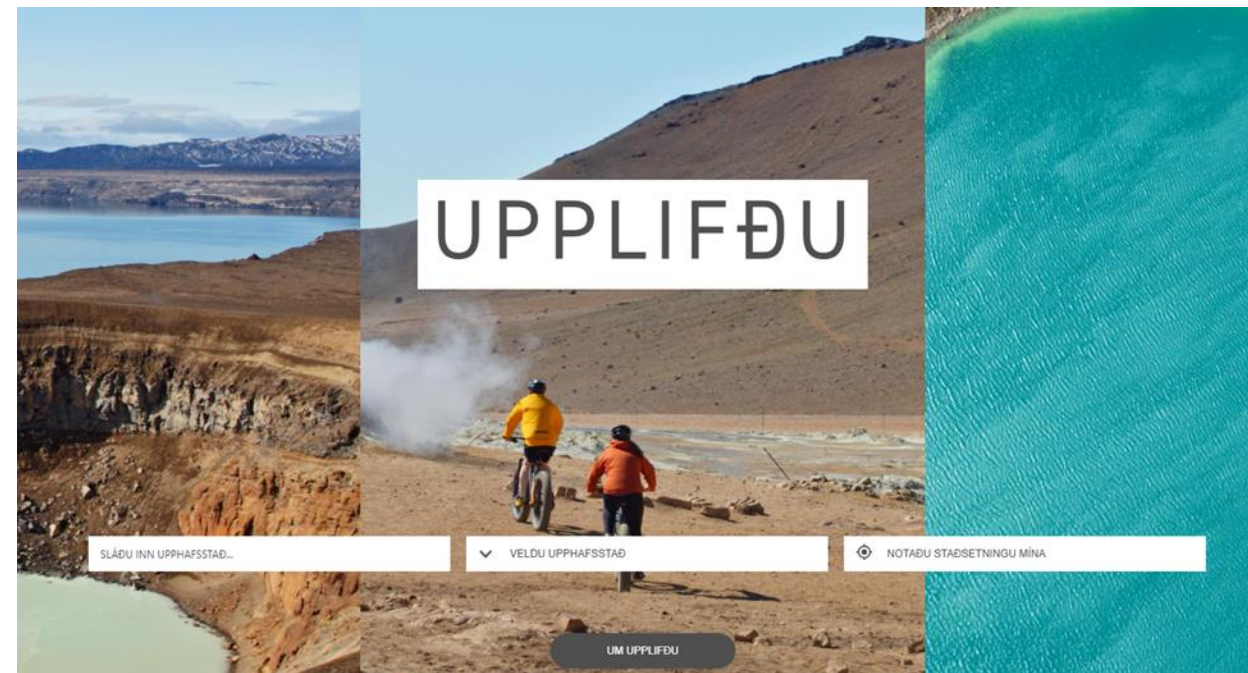 UPPLIFÐU
SLÁÐU INN UPPHAFSSTAÐ...
VELDU UPPHAFSSTAÐ
NOTAÐU STAÐSETNINGU MÍNA
UM UPPLIFÐU